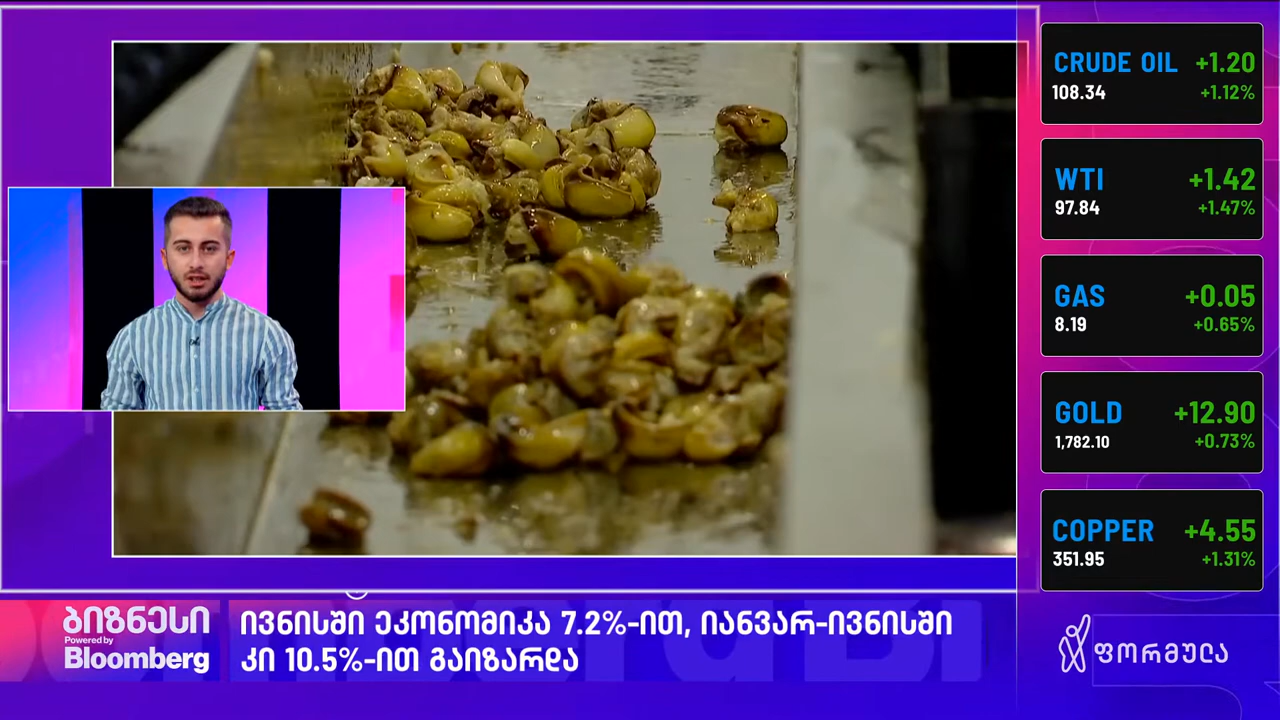 CRUDE OIL +1.20
108.34 +1.12%
WTI +1.42
97.84 +1.47%
GAS +0.05
8.19 +0.65%
GOLD +12.90
1,782.10 +0.73%
COPPER +4.55
351.95 +1.31%
ბიზნესი
Powered by
Bloomberg
ივნისში ეკონომიკა 7.2%-ით, იანვარ-ივნისში
კი 10.5%-ით გაიზარდა
ფორმულა